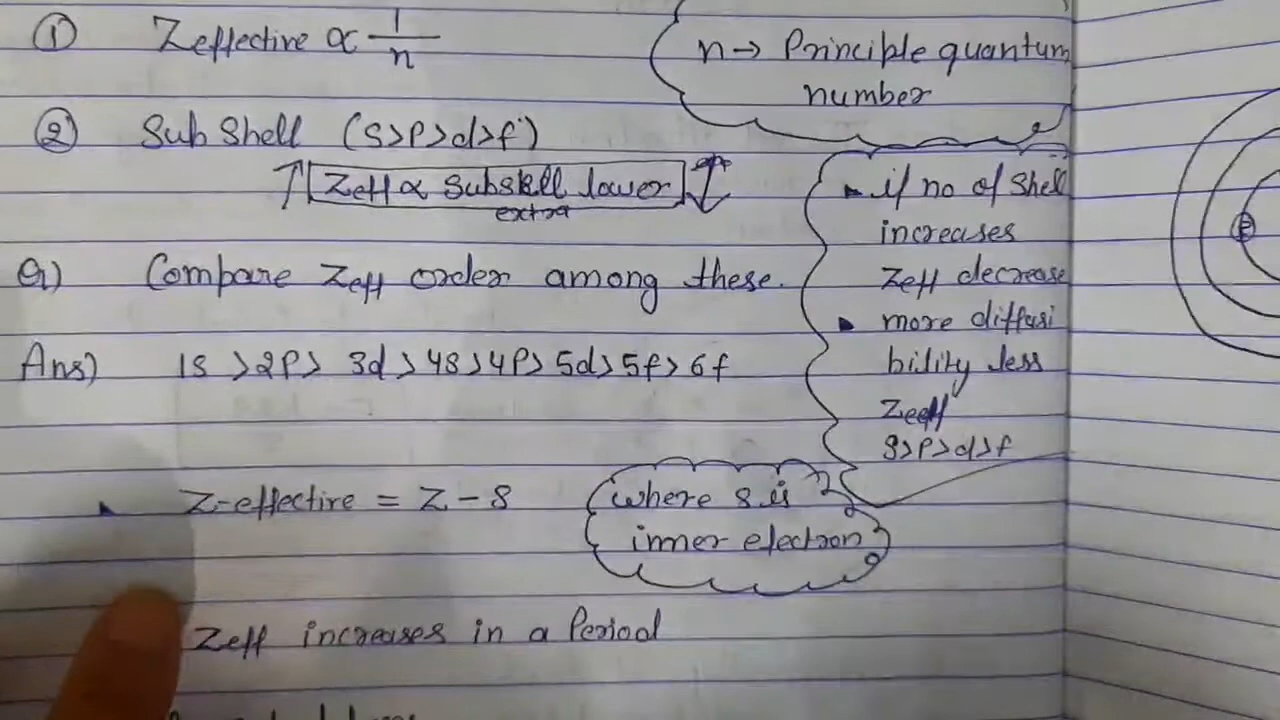 ① Zeffective ∝ 1/n
n→ Principle quantum
number
② Sub Shell (s>p>d>f)
↑ Zeff ∝ Subshell lower ↓
extra
Q) Compare Zeff order among these.
Ans) 1s >2p> 3d >4s>4p> 5d>5f> 6f
▸ if no of Shell
increases
Zeff decrease
▸ more diffusi
bility less
Zeeff
s>p>d>f
▸ Z-effective = Z - s
(where s is
inner electron)
Zeff increases in a Period